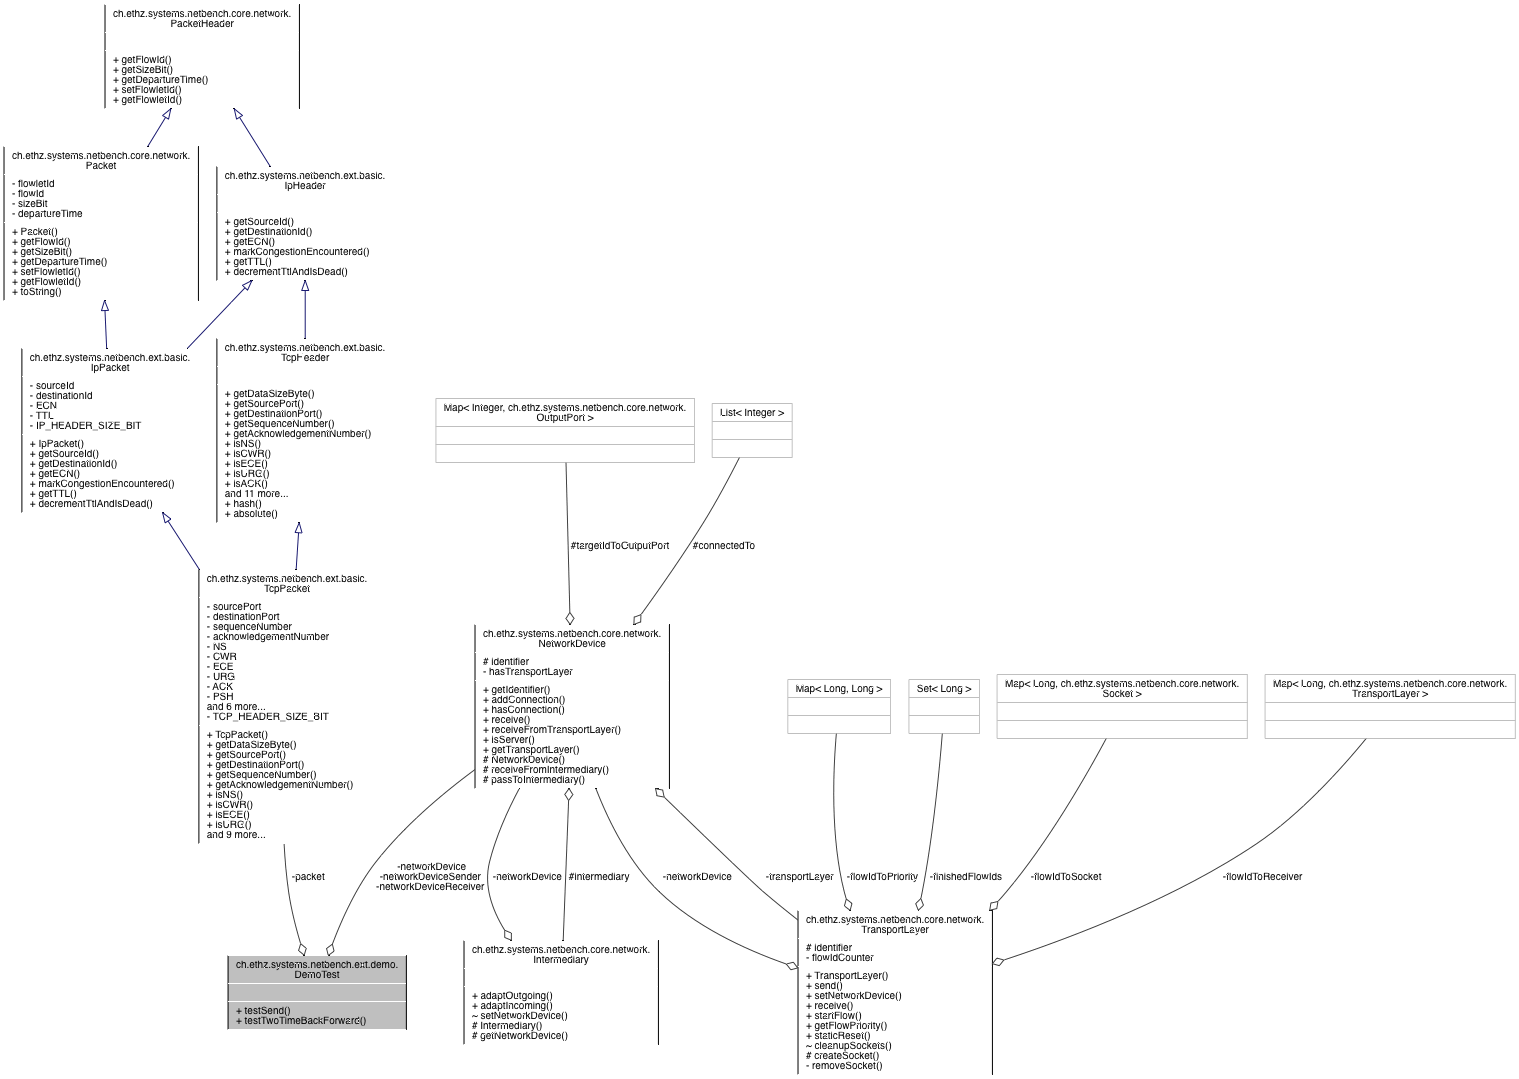 ch.ethz.systems.netbench.core.network.
PacketHeader
+ getFlowId()
+ getSizeBit()
+ getDepartureTime()
+ setFlowletId()
+ getFlowletId()
ch.ethz.systems.netbench.core.network.
Packet
- flowletId
- flowId
- sizeBit
- departureTime
+ Packet()
+ getFlowId()
+ getSizeBit()
+ getDepartureTime()
+ setFlowletId()
+ getFlowletId()
+ toString()
ch.ethz.systems.netbench.ext.basic.
IpHeader
+ getSourceId()
+ getDestinationId()
+ getECN()
+ markCongestionEncountered()
+ getTTL()
+ decrementTtlAndIsDead()
ch.ethz.systems.netbench.ext.basic.
IpPacket
- sourceId
- destinationId
- ECN
- TTL
- IP_HEADER_SIZE_BIT
+ IpPacket()
+ getSourceId()
+ getDestinationId()
+ getECN()
+ markCongestionEncountered()
+ getTTL()
+ decrementTtlAndIsDead()
ch.ethz.systems.netbench.ext.basic.
TcpHeader
+ getDataSizeByte()
+ getSourcePort()
+ getDestinationPort()
+ getSequenceNumber()
+ getAcknowledgementNumber()
+ isNS()
+ isCWR()
+ isECE()
+ isURG()
+ isACK()
and 11 more...
+ hash()
+ absolute()
Map< Integer, ch.ethz.systems.netbench.core.network.
OutputPort >
List< Integer >
#targetIdToOutputPort
#connectedTo
ch.ethz.systems.netbench.ext.basic.
TcpPacket
- sourcePort
- destinationPort
- sequenceNumber
- acknowledgementNumber
- NS
- CWR
- ECE
- URG
- ACK
- PSH
and 6 more...
- TCP_HEADER_SIZE_BIT
+ TcpPacket()
+ getDataSizeByte()
+ getSourcePort()
+ getDestinationPort()
+ getSequenceNumber()
+ getAcknowledgementNumber()
+ isNS()
+ isCWR()
+ isECE()
+ isURG()
and 9 more...
ch.ethz.systems.netbench.core.network.
NetworkDevice
# identifier
- hasTransportLayer
+ getIdentifier()
+ addConnection()
+ hasConnection()
+ receive()
+ receiveFromTransportLayer()
+ isServer()
+ getTransportLayer()
# NetworkDevice()
# receiveFromIntermediary()
# passToIntermediary()
Map< Long, Long >
Set< Long >
Map< Long, ch.ethz.systems.netbench.core.network.
Socket >
Map< Long, ch.ethz.systems.netbench.core.network.
TransportLayer >
-packet
-networkDevice
-networkDeviceSender
-networkDeviceReceiver
-networkDevice
#intermediary
-networkDevice
-transportLayer
-flowIdToPriority
-finishedFlowIds
-flowIdToSocket
-flowIdToReceiver
ch.ethz.systems.netbench.ext.demo.
DemoTest
+ testSend()
+ testTwoTimeBackForward()
ch.ethz.systems.netbench.core.network.
Intermediary
+ adaptOutgoing()
+ adaptIncoming()
~ setNetworkDevice()
# Intermediary()
# getNetworkDevice()
ch.ethz.systems.netbench.core.network.
TransportLayer
# identifier
- flowIdCounter
+ TransportLayer()
+ send()
+ setNetworkDevice()
+ receive()
+ startFlow()
+ getFlowPriority()
+ staticReset()
~ cleanupSockets()
# createSocket()
- removeSocket()